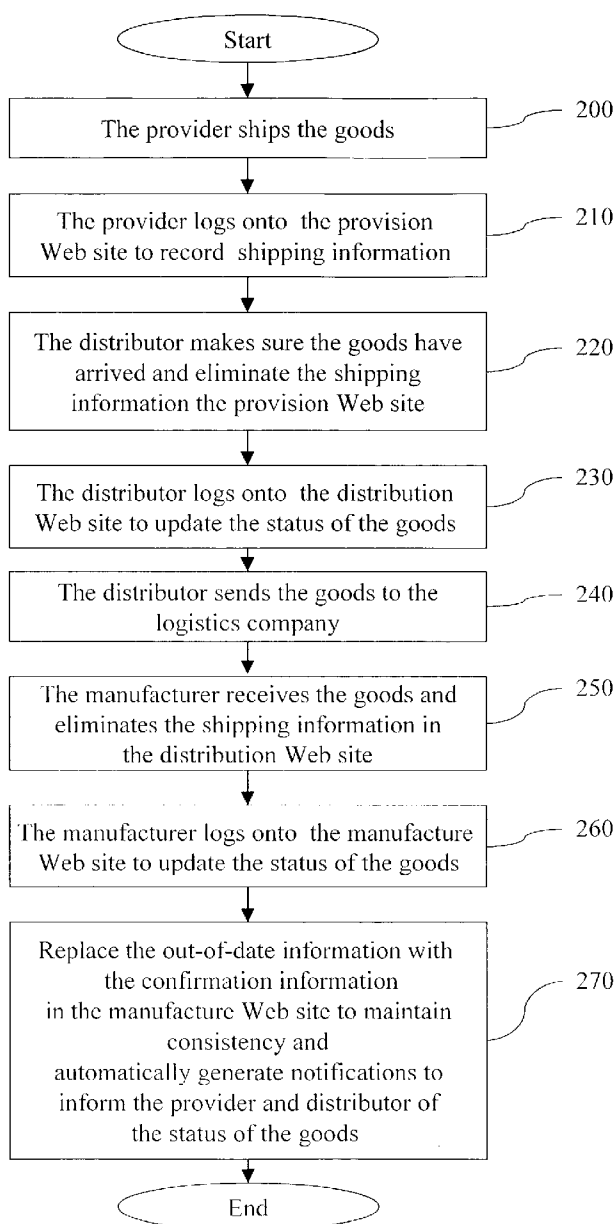 Start
The provider ships the goods
200
The provider logs onto the provision
Web site to record shipping information
210
The distributor makes sure the goods have
arrived and eliminate the shipping
information the provision Web site
220
The distributor logs onto the distribution
Web site to update the status of the goods
230
The distributor sends the goods to the
logistics company
240
The manufacturer receives the goods and
eliminates the shipping information in
the distribution Web site
250
The manufacturer logs onto the manufacture
Web site to update the status of the goods
260
Replace the out-of-date information with
the confirmation information
in the manufacture Web site to maintain
consistency and
automatically generate notifications to
inform the provider and distributor of
the status of the goods
270
End